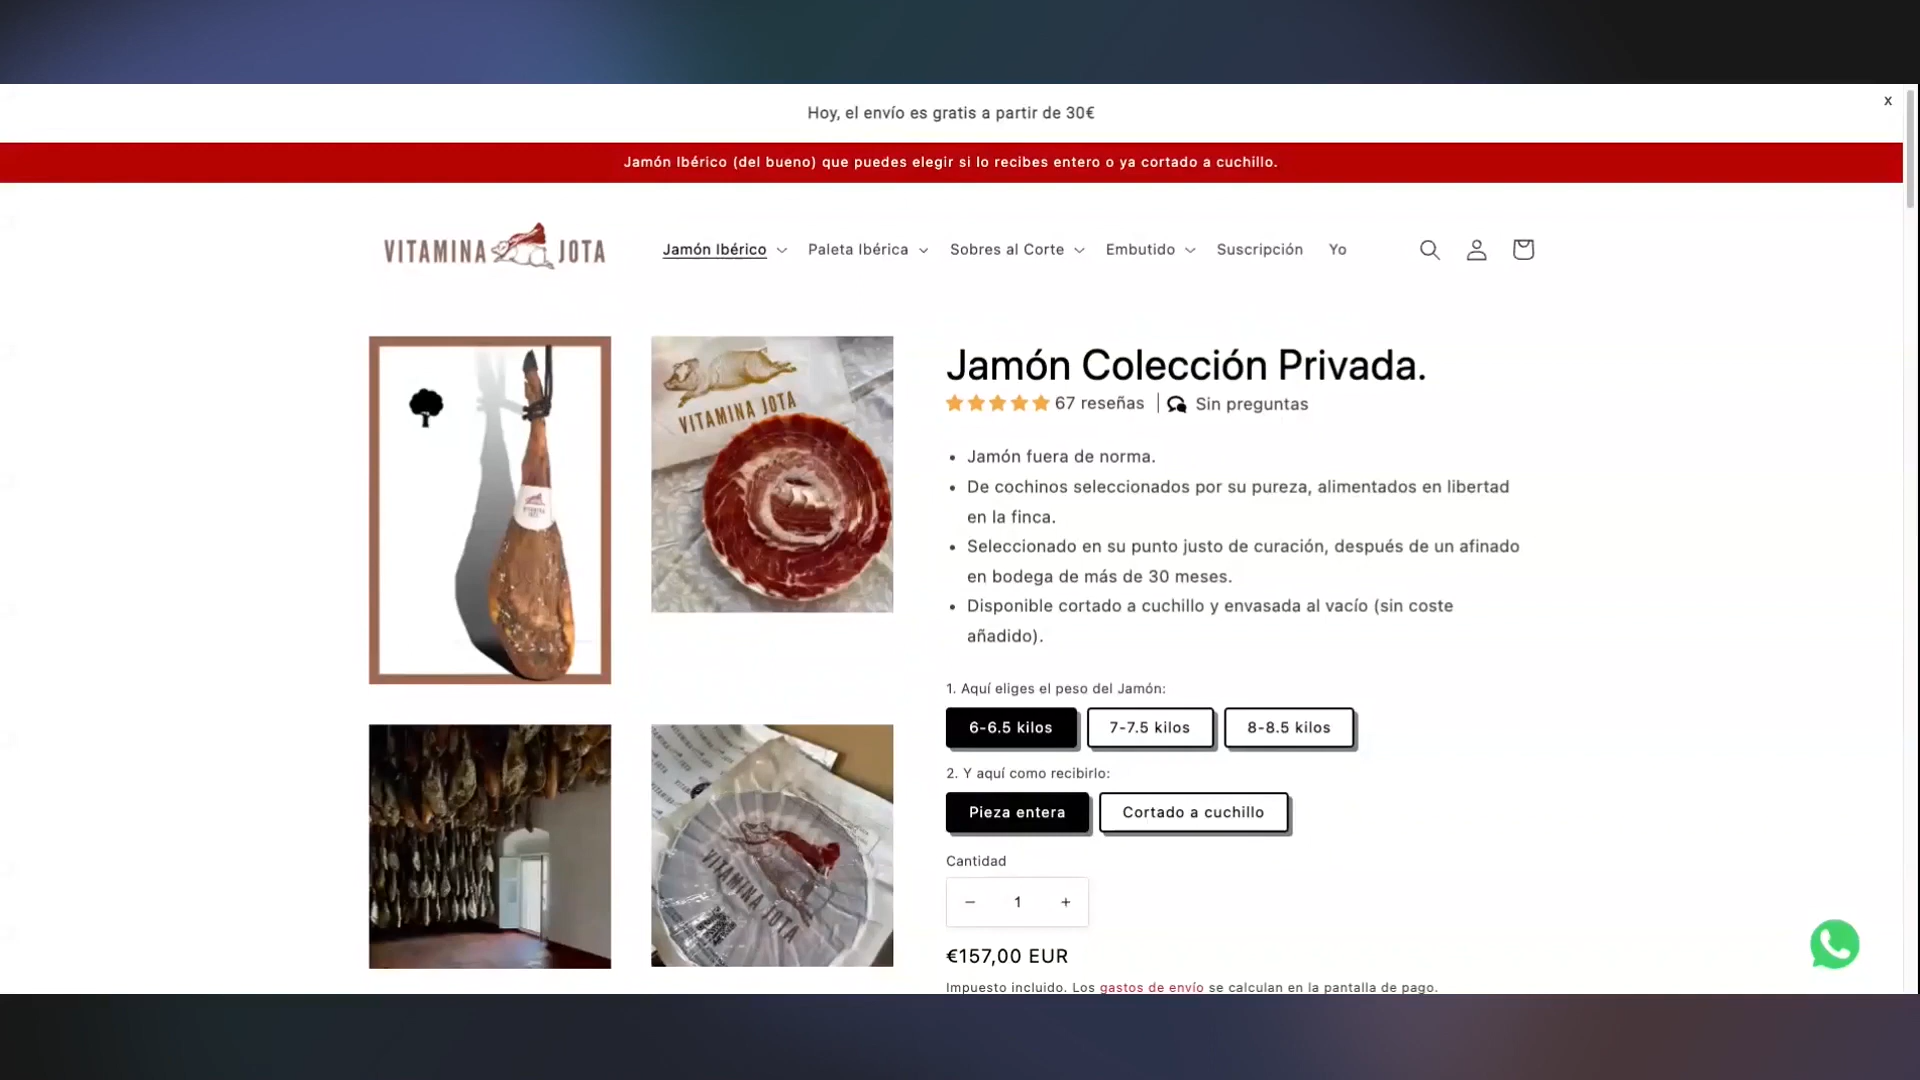 Hoy, el envío es gratis a partir de 30€
x
Jamón Ibérico (del bueno) que puedes elegir si lo recibes entero o ya cortado a cuchillo.
VITAMINA JOTA
Jamón Ibérico
Paleta Ibérica
Sobres al Corte
Embutido
Suscripción
Yo
VITAMINA JOTA
Jamón Colección Privada.
67 reseñas
Sin preguntas
• Jamón fuera de norma.
• De cochinos seleccionados por su pureza, alimentados en libertad
en la finca.
• Seleccionado en su punto justo de curación, después de un afinado
en bodega de más de 30 meses.
• Disponible cortado a cuchillo y envasada al vacío (sin coste
añadido).
1. Aquí eliges el peso del Jamón:
6-6.5 kilos
7-7.5 kilos
8-8.5 kilos
2. Y aquí como recibirlo:
Pieza entera
Cortado a cuchillo
VITAMINA JOTA
Cantidad
− 1 +
€157,00 EUR
Impuesto incluido. Los gastos de envío se calculan en la pantalla de pago.